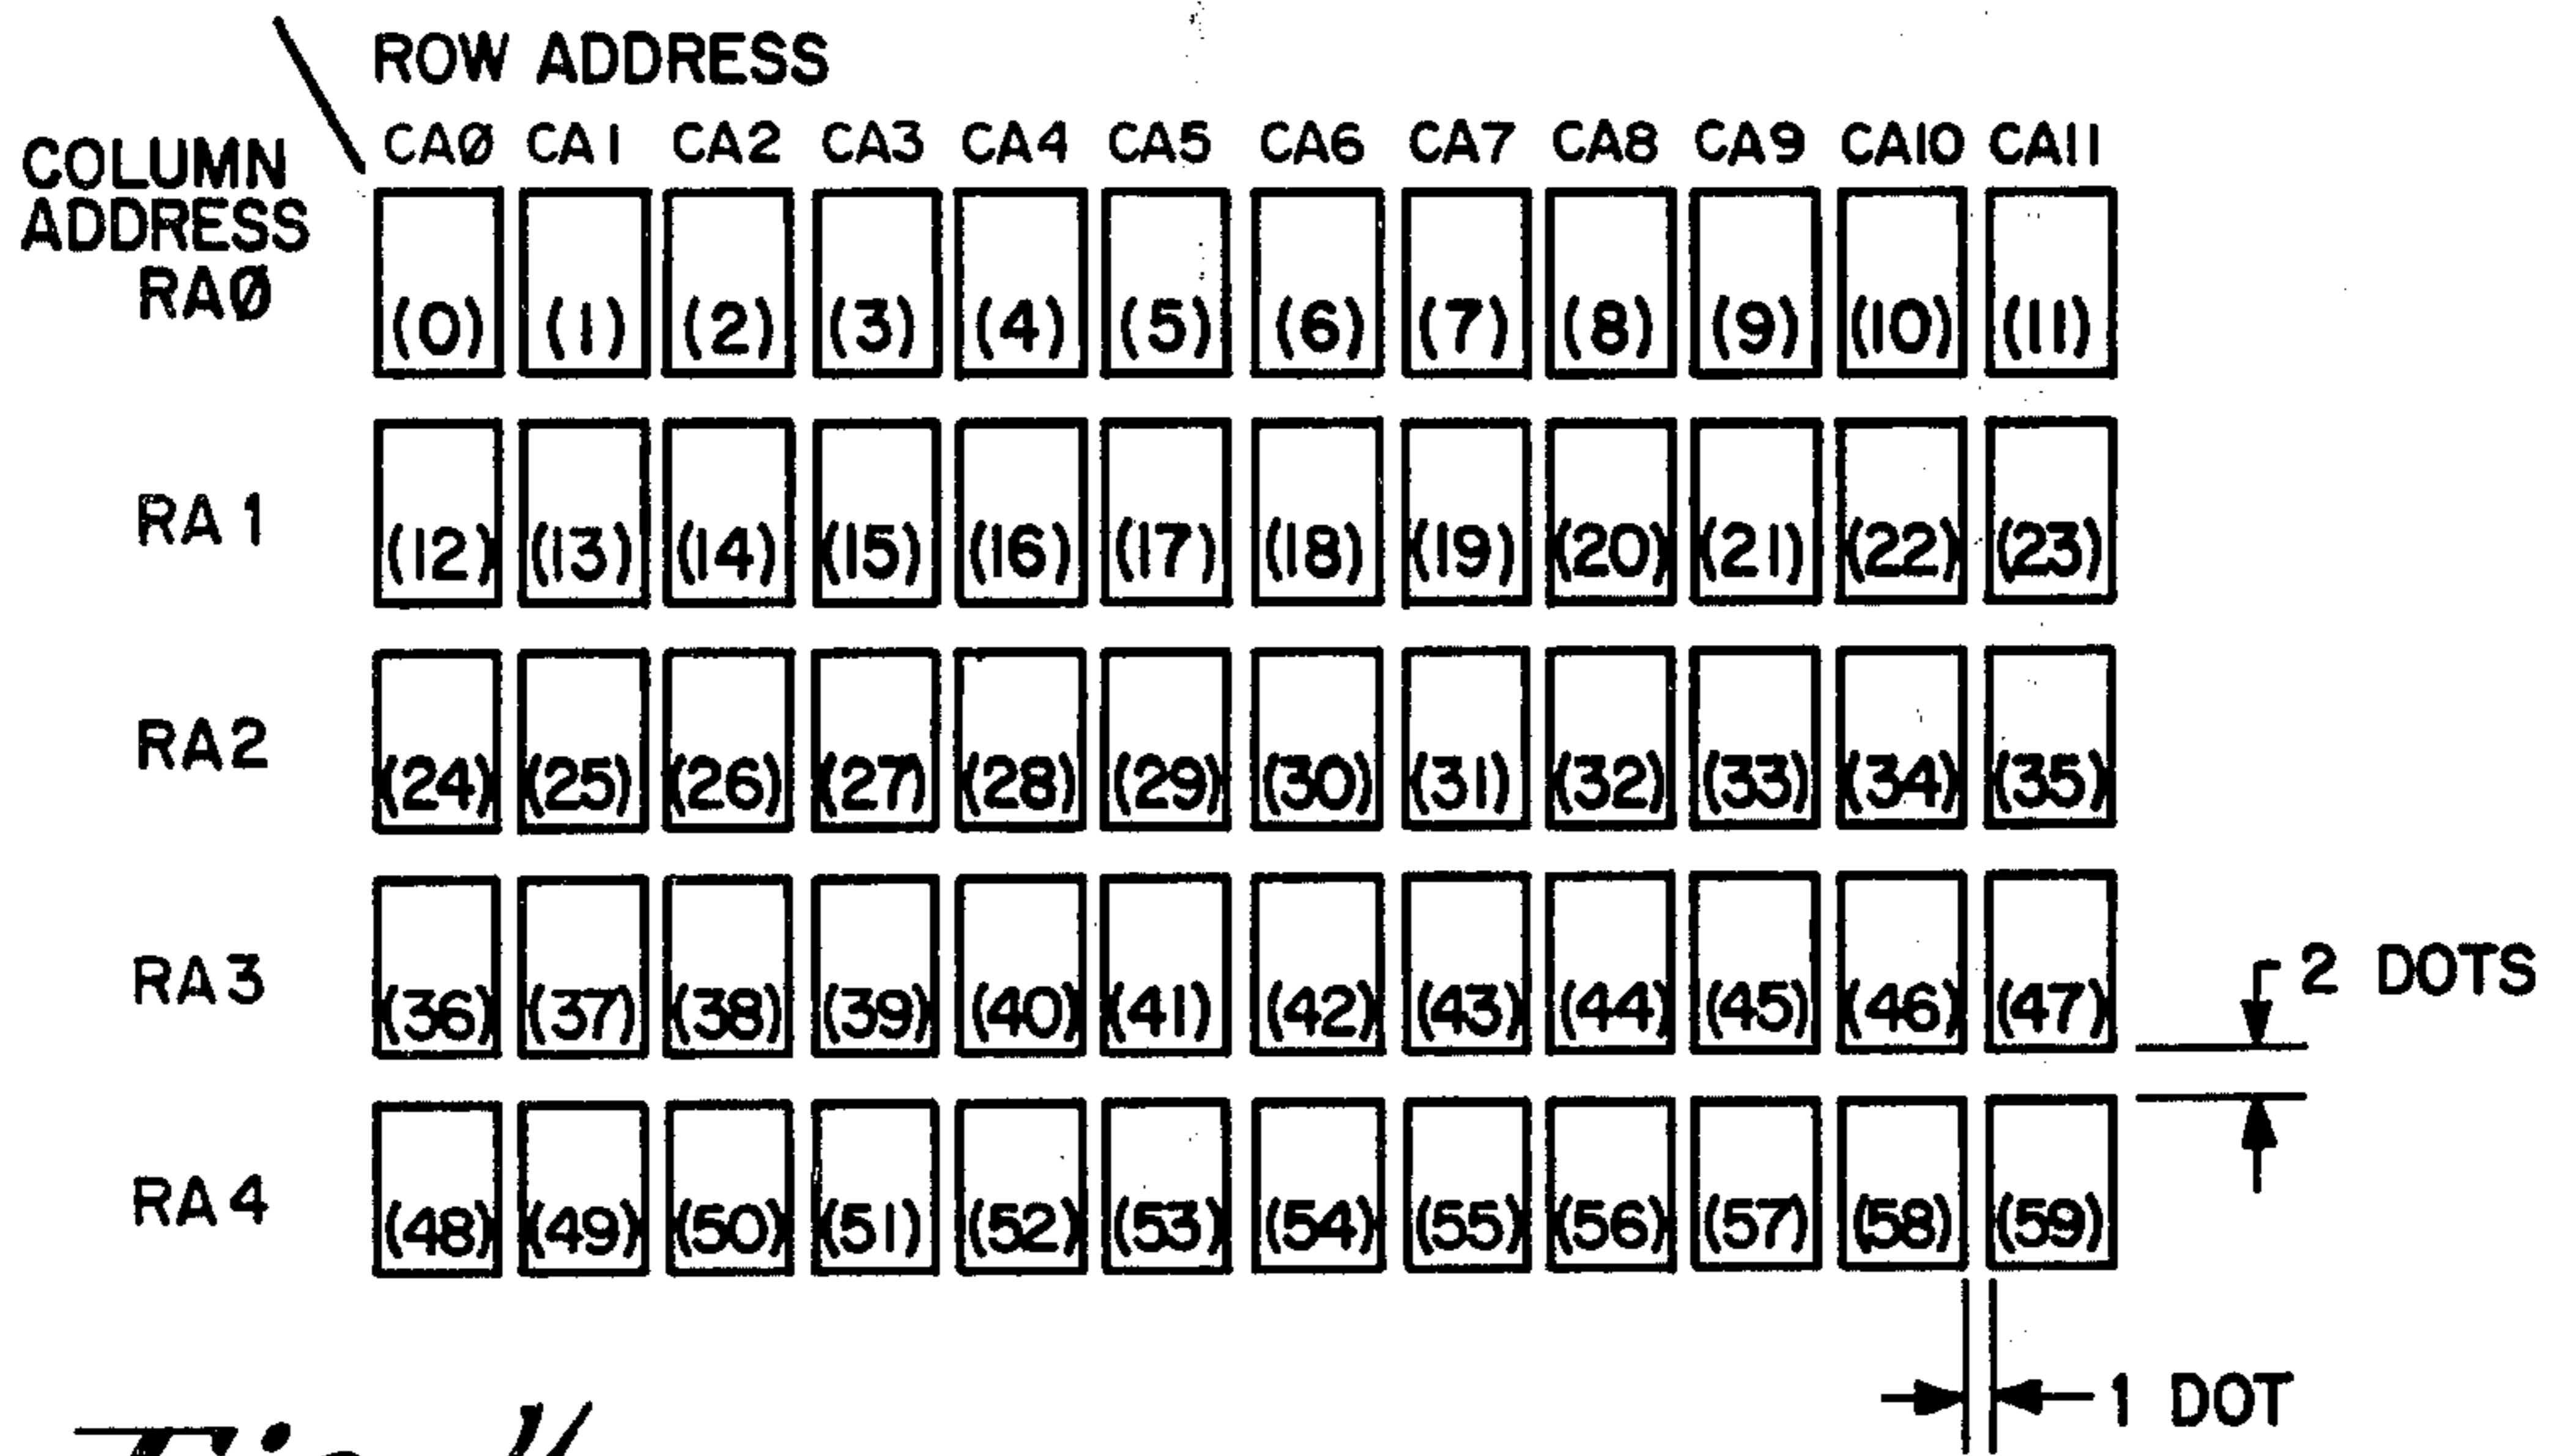 ROW ADDRESS
COLUMN ADDRESS
CAØ CA1 CA2 CA3 CA4 CA5 CA6 CA7 CA8 CA9 CA10 CA11
RAØ (0) (1) (2) (3) (4) (5) (6) (7) (8) (9) (10) (11)
RA1 (12) (13) (14) (15) (16) (17) (18) (19) (20) (21) (22) (23)
RA2 (24) (25) (26) (27) (28) (29) (30) (31) (32) (33) (34) (35)
RA3 (36) (37) (38) (39) (40) (41) (42) (43) (44) (45) (46) (47)
2 DOTS
RA4 (48) (49) (50) (51) (52) (53) (54) (55) (56) (57) (58) (59)
1 DOT